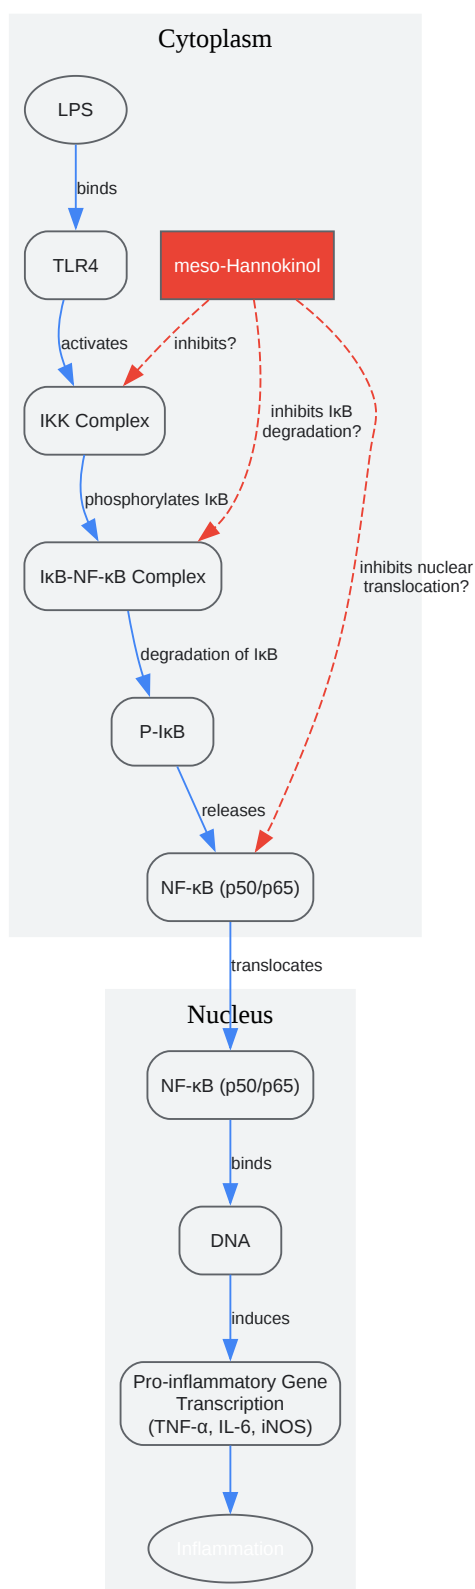 Cytoplasm
LPS
binds
TLR4
meso-Hannokinol
activates
inhibits?
IKK Complex
inhibits IκB
degradation?
phosphorylates IκB
IκB-NF-κB Complex
inhibits nuclear
translocation?
degradation of IκB
P-IκB
releases
NF-κB (p50/p65)
translocates
Nucleus
NF-κB (p50/p65)
binds
DNA
induces
Pro-inflammatory Gene
Transcription
(TNF-α, IL-6, iNOS)
Inflammation